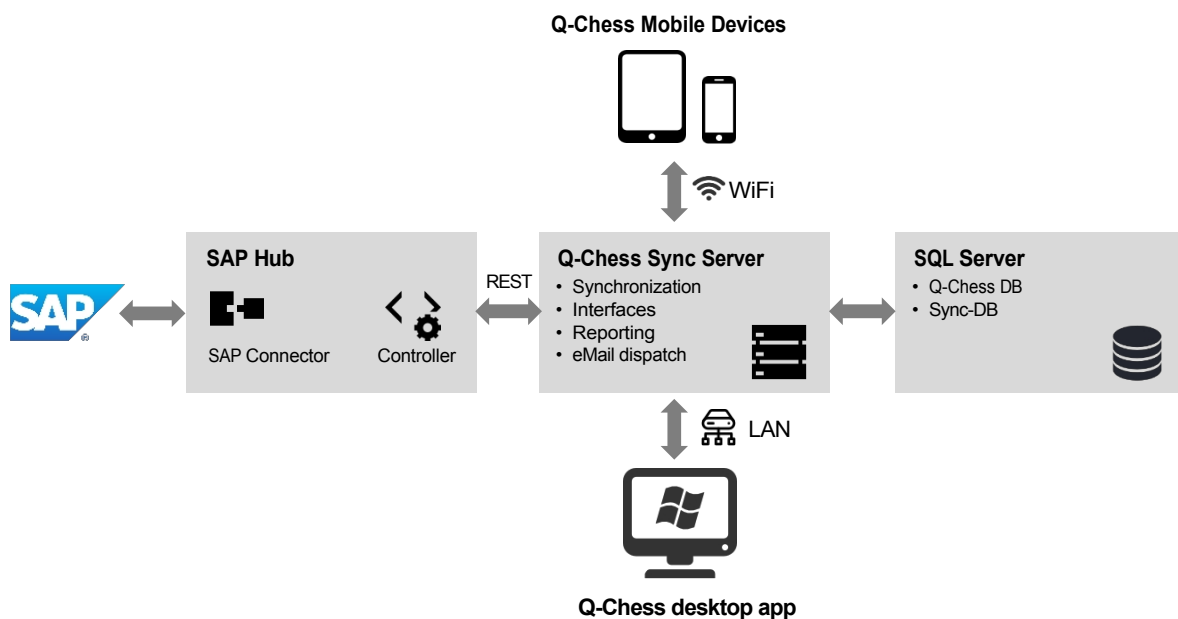 Q-Chess Mobile Devices
WiFi
SAP Hub
SAP Connector
Controller
SAP
®
REST
Q-Chess Sync Server
• Synchronization
• Interfaces
• Reporting
• eMail dispatch
SQL Server
• Q-Chess DB
• Sync-DB
LAN
Q-Chess desktop app